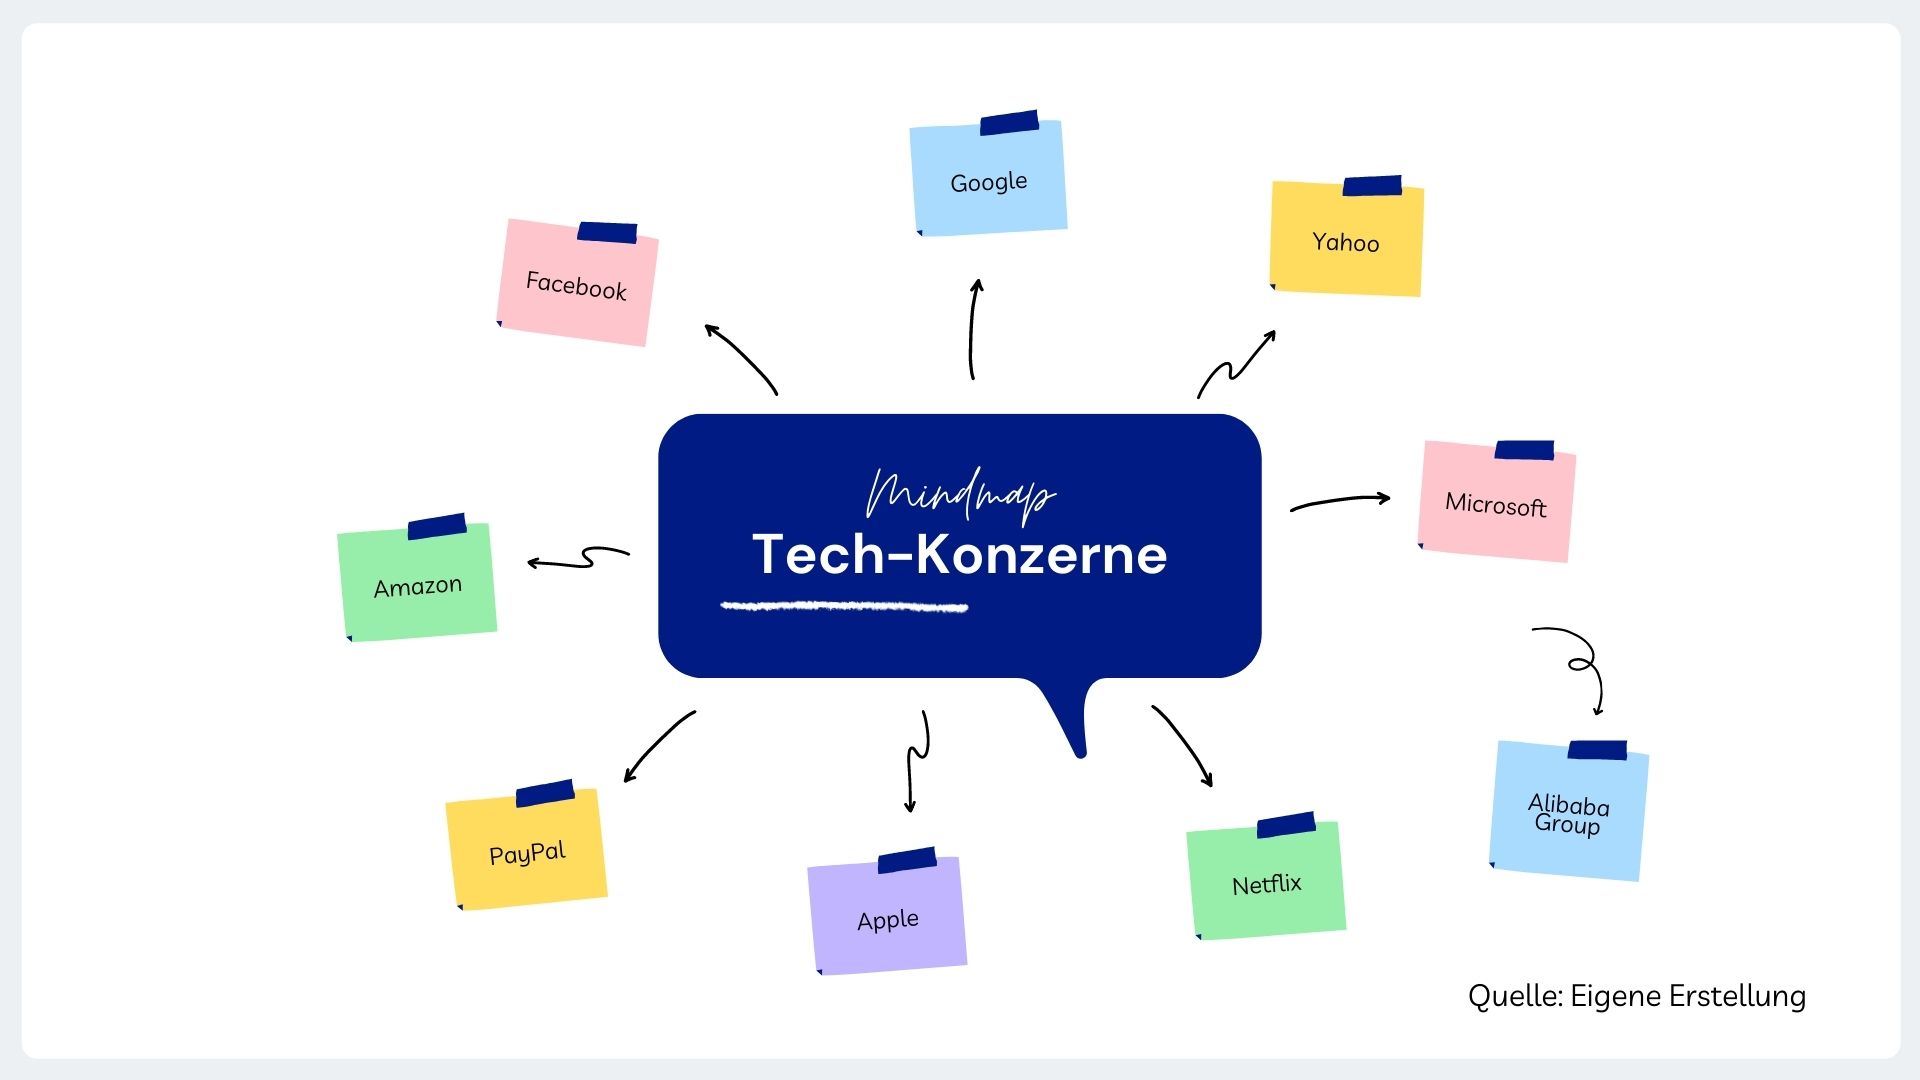 Google
Yahoo
Facebook
Mindmap
Tech-Konzerne
Microsoft
Amazon
Alibaba
Group
PayPal
Apple
Netflix
Quelle: Eigene Erstellung